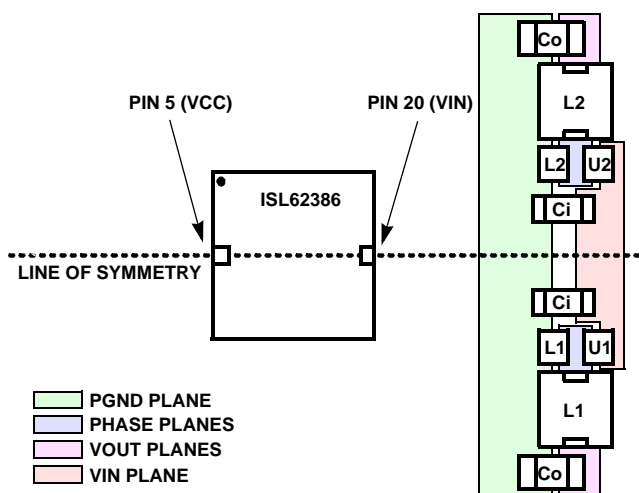 Co
PIN 5 (VCC)
PIN 20 (VIN)
L2
L2
U2
ISL62386
Ci
LINE OF SYMMETRY
Ci
L1
U1
PGND PLANE
L1
PHASE PLANES
VOUT PLANES
VIN PLANE
Co